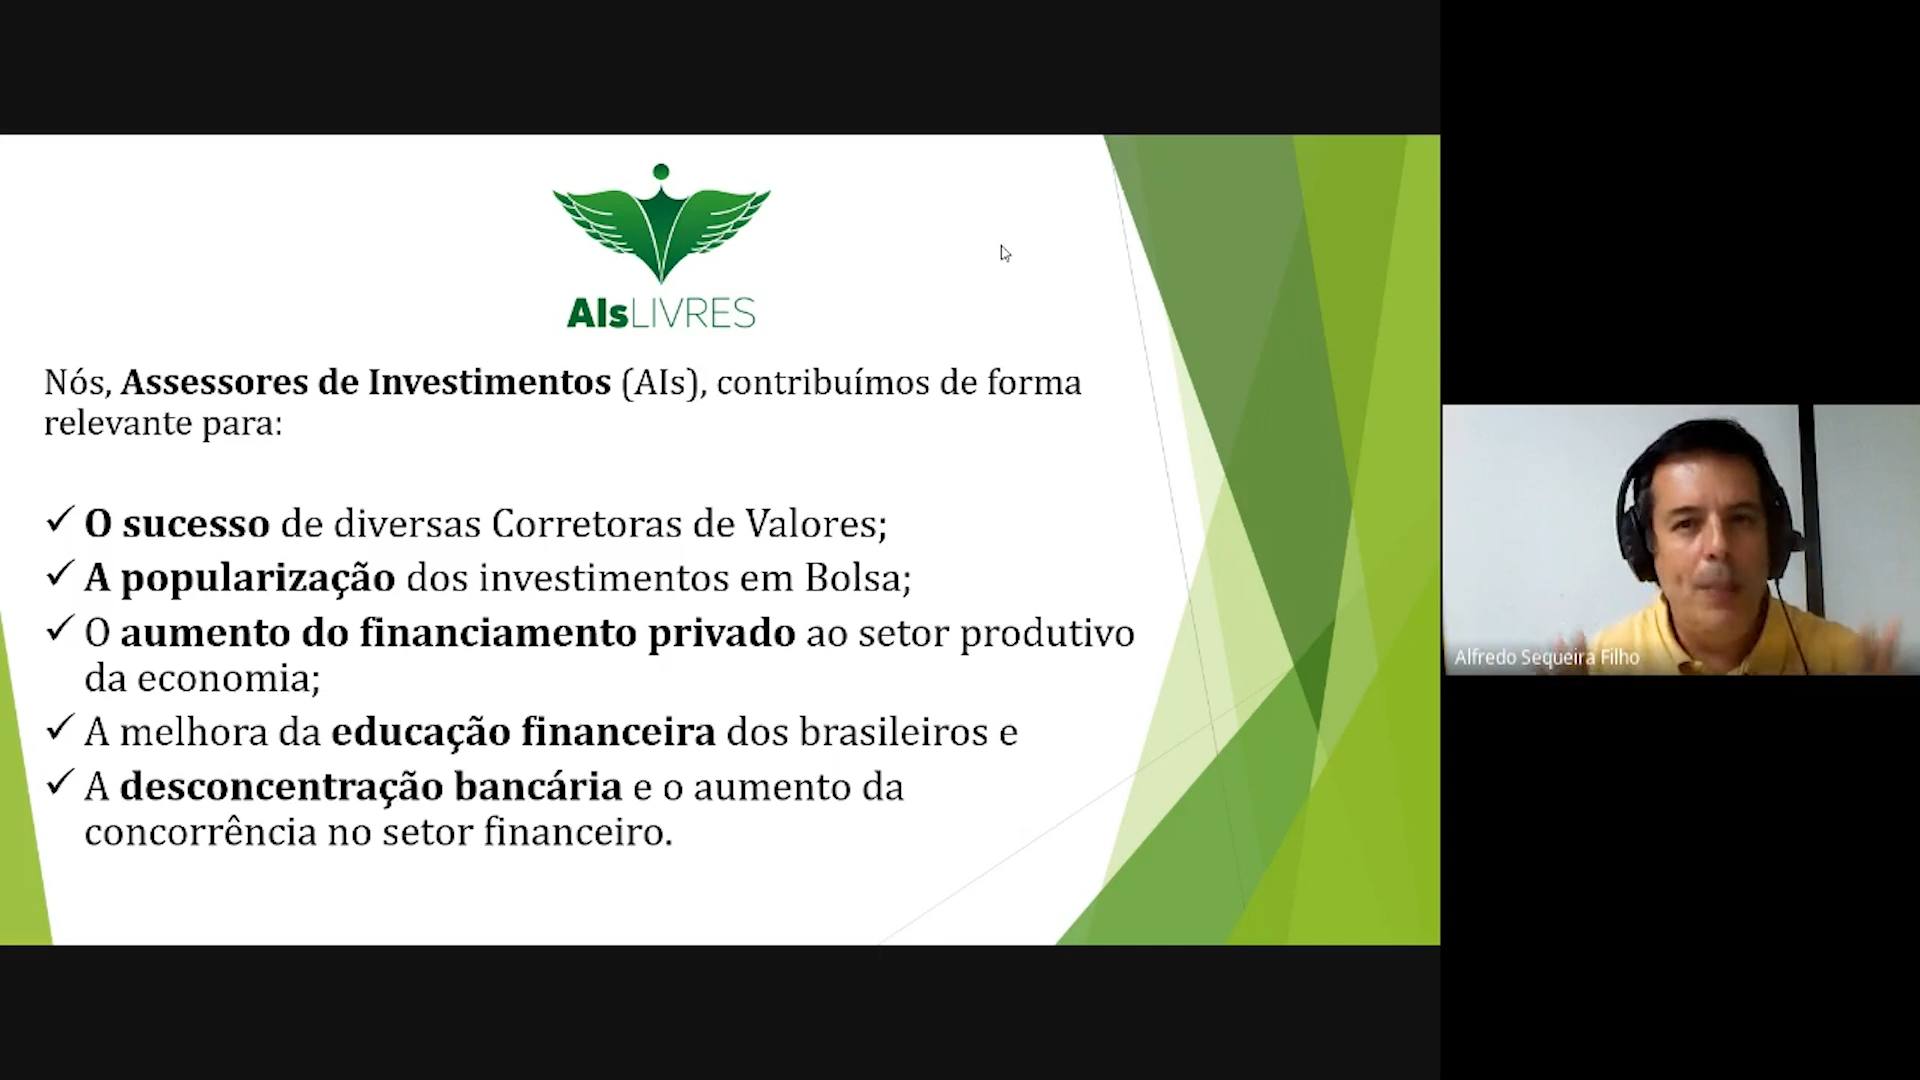 AIsLIVRES
Nós, Assessores de Investimentos (AIs), contribuímos de forma
relevante para:
✓ O sucesso de diversas Corretoras de Valores;
✓ A popularização dos investimentos em Bolsa;
✓ O aumento do financiamento privado ao setor produtivo
da economia;
✓ A melhora da educação financeira dos brasileiros e
✓ A desconcentração bancária e o aumento da
concorrência no setor financeiro.
Alfredo Sequeira Filho